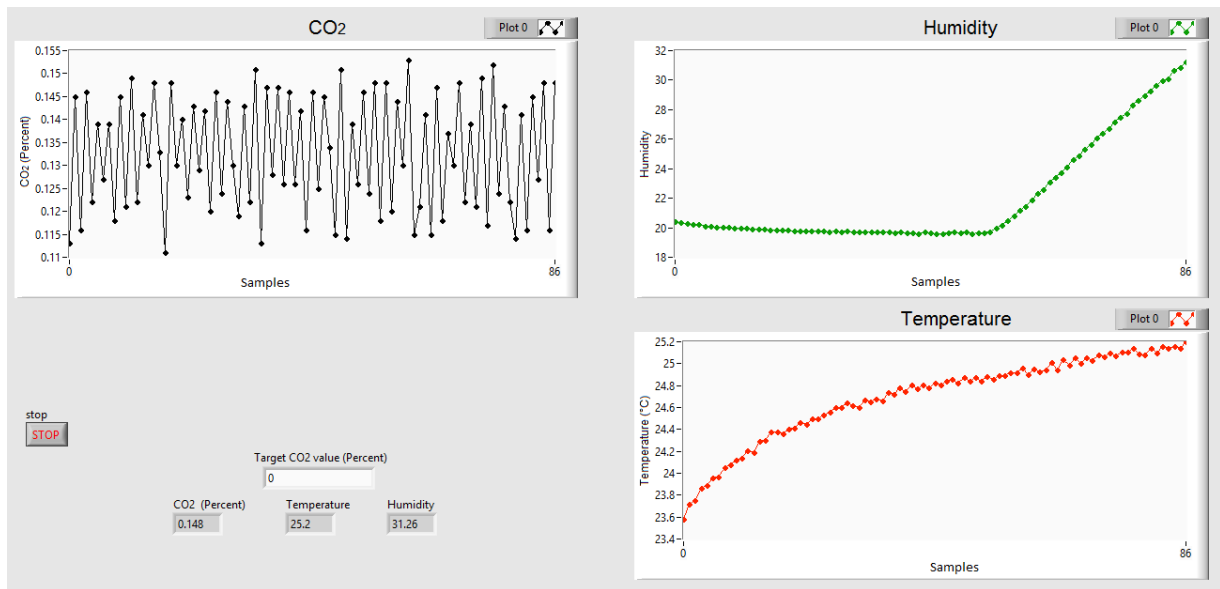 CO2
Plot 0
0.155
0.15
0.145
0.14
0.135
0.13
0.125
0.12
0.115
0.11
CO2 (Percent)
0
86
Samples
Humidity
Plot 0
32
30
28
26
24
22
20
18
Humidity
0
86
Samples
Temperature
Plot 0
25.2
25
24.8
24.6
24.4
24.2
24
23.8
23.6
23.4
Temperature (°C)
0
86
Samples
stop
STOP
Target CO2 value (Percent)
0
CO2 (Percent)
0.148
Temperature
25.2
Humidity
31.26